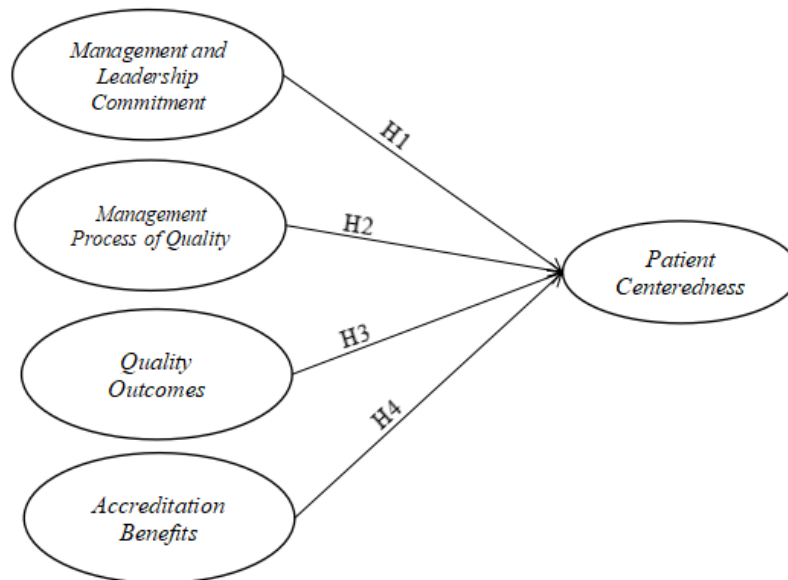 Management and
Leadership
Commitment
H1
Management
Process of Quality
H2
Patient
Centeredness
H3
Quality
Outcomes
H4
Accreditation
Benefits